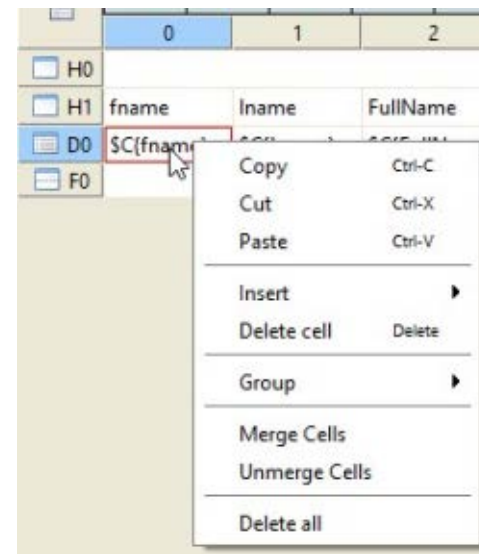 0 1 2
H0
H1 fname lname FullName
D0 $C{fname}
F0
Copy Ctrl-C
Cut Ctrl-X
Paste Ctrl-V
Insert
Delete cell Delete
Group
Merge Cells
Unmerge Cells
Delete all